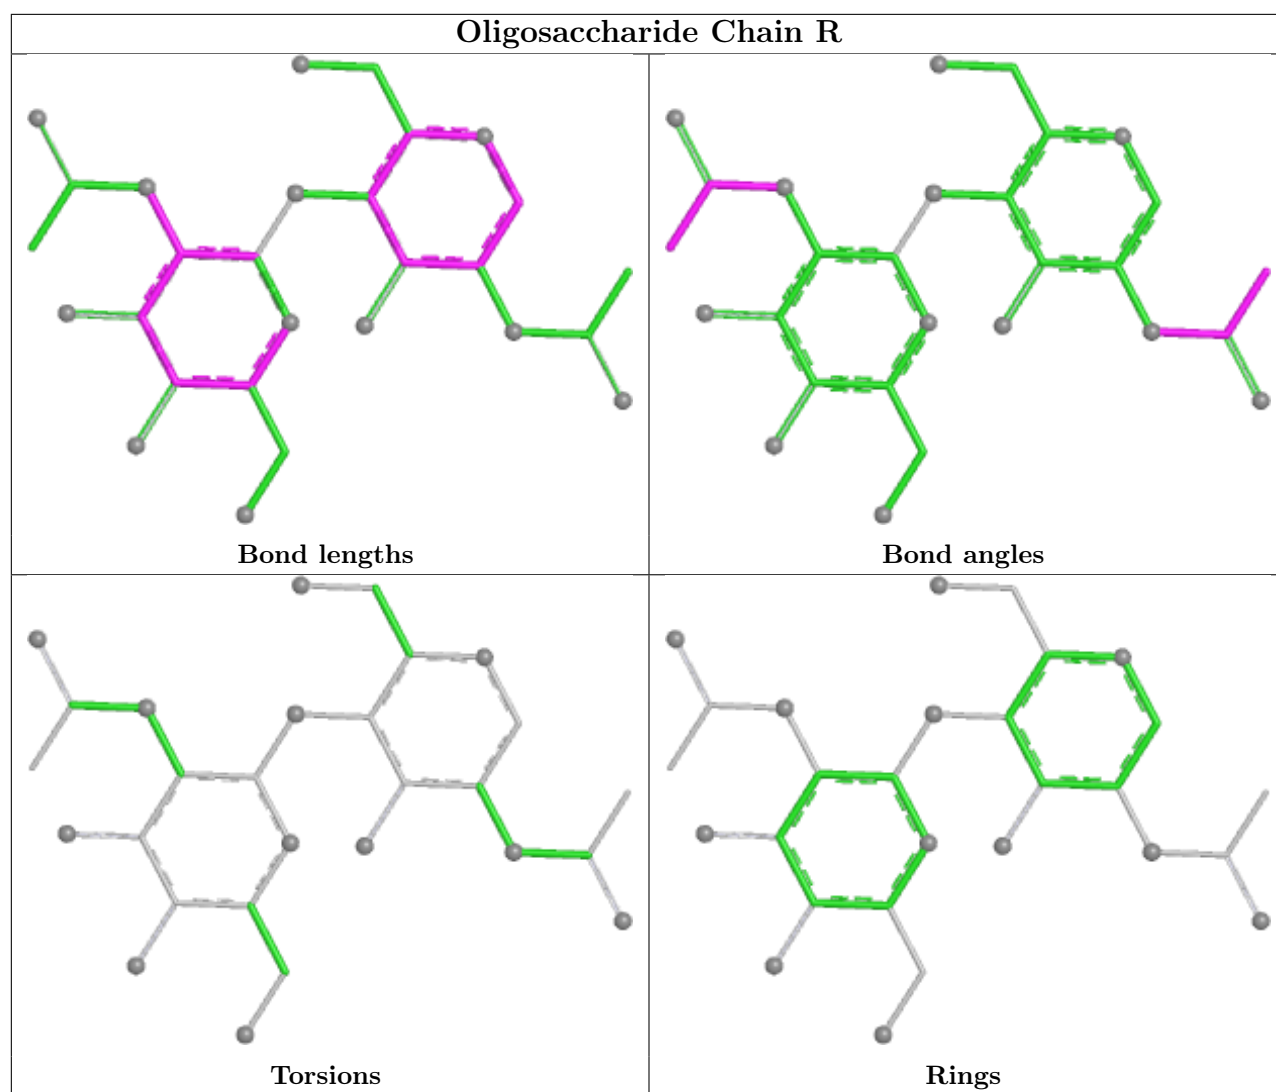 Oligosaccharide Chain R
Bond lengths
Bond angles
Torsions
Rings